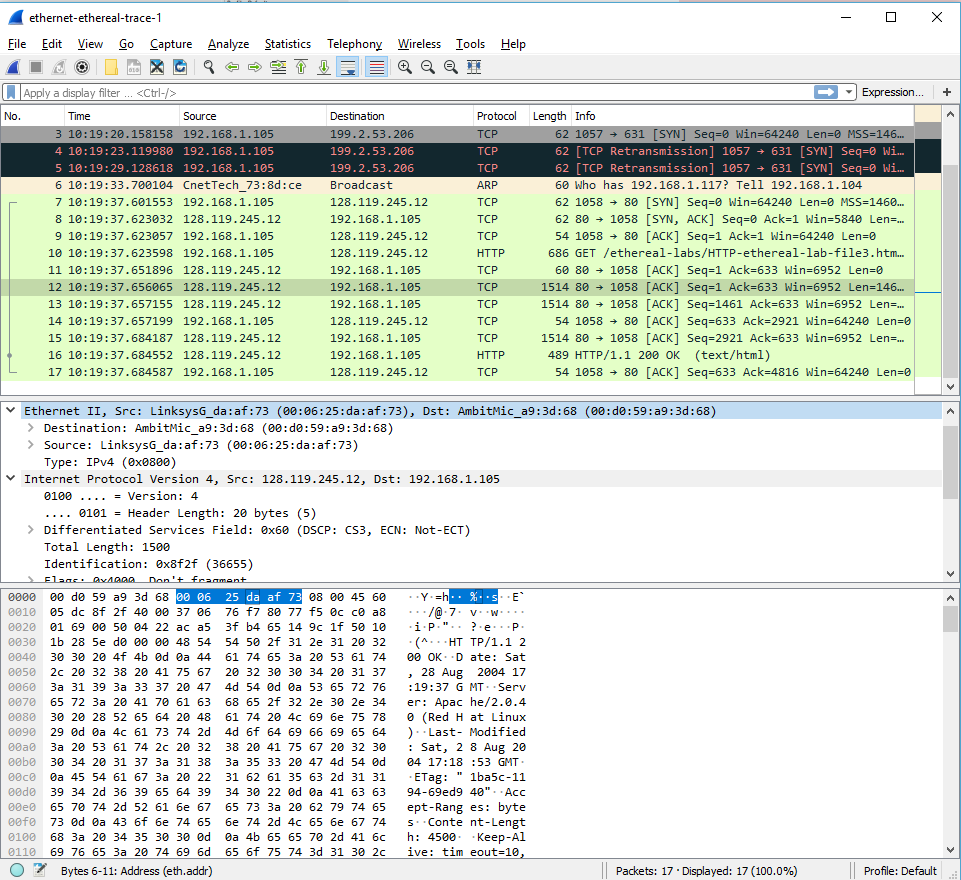 ethernet-ethereal-trace-1
File Edit View Go Capture Analyze Statistics Telephony Wireless Tools Help
Apply a display filter ... <Ctrl-/> Expression... +
No. Time Source Destination Protocol Length Info
3 10:19:20.158158 192.168.1.105 199.2.53.206 TCP 62 1057 → 631 [SYN] Seq=0 Win=64240 Len=0 MSS=146…
4 10:19:23.119980 192.168.1.105 199.2.53.206 TCP 62 [TCP Retransmission] 1057 → 631 [SYN] Seq=0 Wi…
5 10:19:29.128618 192.168.1.105 199.2.53.206 TCP 62 [TCP Retransmission] 1057 → 631 [SYN] Seq=0 Wi…
6 10:19:33.700104 CnetTech_73:8d:ce Broadcast ARP 60 Who has 192.168.1.117? Tell 192.168.1.104
7 10:19:37.601553 192.168.1.105 128.119.245.12 TCP 62 1058 → 80 [SYN] Seq=0 Win=64240 Len=0 MSS=1460…
8 10:19:37.623032 128.119.245.12 192.168.1.105 TCP 62 80 → 1058 [SYN, ACK] Seq=0 Ack=1 Win=5840 Len=…
9 10:19:37.623057 192.168.1.105 128.119.245.12 TCP 54 1058 → 80 [ACK] Seq=1 Ack=1 Win=64240 Len=0
10 10:19:37.623598 192.168.1.105 128.119.245.12 HTTP 686 GET /ethereal-labs/HTTP-ethereal-lab-file3.htm…
11 10:19:37.651896 128.119.245.12 192.168.1.105 TCP 60 80 → 1058 [ACK] Seq=1 Ack=633 Win=6952 Len=0
12 10:19:37.656065 128.119.245.12 192.168.1.105 TCP 1514 80 → 1058 [ACK] Seq=1 Ack=633 Win=6952 Len=146…
13 10:19:37.657155 128.119.245.12 192.168.1.105 TCP 1514 80 → 1058 [ACK] Seq=1461 Ack=633 Win=6952 Len=…
14 10:19:37.657199 192.168.1.105 128.119.245.12 TCP 54 1058 → 80 [ACK] Seq=633 Ack=2921 Win=64240 Len=0
15 10:19:37.684187 128.119.245.12 192.168.1.105 TCP 1514 80 → 1058 [ACK] Seq=2921 Ack=633 Win=6952 Len=…
16 10:19:37.684552 128.119.245.12 192.168.1.105 HTTP 489 HTTP/1.1 200 OK (text/html)
17 10:19:37.684587 192.168.1.105 128.119.245.12 TCP 54 1058 → 80 [ACK] Seq=633 Ack=4816 Win=64240 Len=0
Ethernet II, Src: LinksysG_da:af:73 (00:06:25:da:af:73), Dst: AmbitMic_a9:3d:68 (00:d0:59:a9:3d:68)
Destination: AmbitMic_a9:3d:68 (00:d0:59:a9:3d:68)
Source: LinksysG_da:af:73 (00:06:25:da:af:73)
Type: IPv4 (0x0800)
Internet Protocol Version 4, Src: 128.119.245.12, Dst: 192.168.1.105
0100 .... = Version: 4
.... 0101 = Header Length: 20 bytes (5)
Differentiated Services Field: 0x60 (DSCP: CS3, ECN: Not-ECT)
Total Length: 1500
Identification: 0x8f2f (36655)
Flags: 0x4000, Don't fragment
0000 00 d0 59 a9 3d 68 00 06 25 da af 73 08 00 45 60 ··Y·=h·· %··s··E`
0010 05 dc 8f 2f 40 00 37 06 76 f7 80 77 f5 0c c0 a8 ···/@·7· v··w····
0020 01 69 00 50 04 22 ac a5 3f b4 65 14 9c 1f 50 10 ·i·P·"·· ?·e···P·
0030 1b 28 5e d0 00 00 48 54 54 50 2f 31 2e 31 20 32 ·(^···HT TP/1.1 2
0040 30 30 20 4f 4b 0d 0a 44 61 74 65 3a 20 53 61 74 00 OK··D ate: Sat
0050 2c 20 32 38 20 41 75 67 20 32 30 30 34 20 31 37 , 28 Aug 2004 17
0060 3a 31 39 3a 33 37 20 47 4d 54 0d 0a 53 65 72 76 :19:37 G MT··Serv
0070 65 72 3a 20 41 70 61 63 68 65 2f 32 2e 30 2e 34 er: Apac he/2.0.4
0080 30 20 28 52 65 64 20 48 61 74 20 4c 69 6e 75 78 0 (Red H at Linux
0090 29 0d 0a 4c 61 73 74 2d 4d 6f 64 69 66 69 65 64 )··Last- Modified
00a0 3a 20 53 61 74 2c 20 32 38 20 41 75 67 20 32 30 : Sat, 2 8 Aug 20
00b0 30 34 20 31 37 3a 31 38 3a 35 33 20 47 4d 54 0d 04 17:18 :53 GMT·
00c0 0a 45 54 61 67 3a 20 22 31 62 61 35 63 2d 31 31 ·ETag: " 1ba5c-11
00d0 39 34 2d 36 39 65 64 39 34 30 22 0d 0a 41 63 63 94-69ed9 40"··Acc
00e0 65 70 74 2d 52 61 6e 67 65 73 3a 20 62 79 74 65 ept-Rang es: byte
00f0 73 0d 0a 43 6f 6e 74 65 6e 74 2d 4c 65 6e 67 74 s··Conte nt-Lengt
0100 68 3a 20 34 35 30 30 0d 0a 4b 65 65 70 2d 41 6c h: 4500· ·Keep-Al
0110 69 76 65 3a 20 74 69 6d 65 6f 75 74 3d 31 30 2c ive: tim eout=10,
Bytes 6-11: Address (eth.addr) Packets: 17 · Displayed: 17 (100.0%) Profile: Default